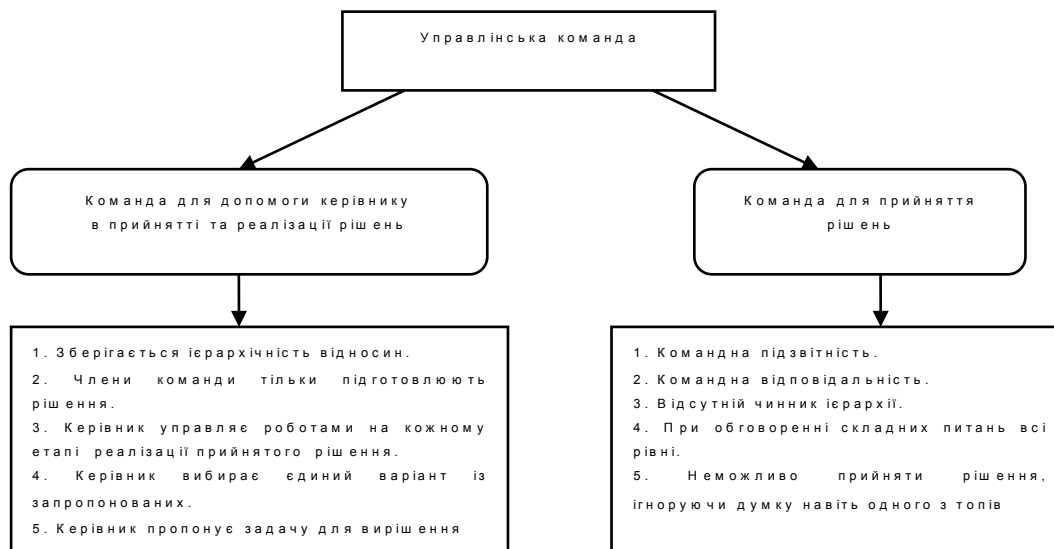 Управлінська команда
Команда для допомоги керівнику
в прийнятті та реалізації рішень
Команда для прийняття
рішень
1. Зберігається ієрархічність відносин.
2. Члени команди тільки підготовлюють
рішення.
3. Керівник управляє роботами на кожному
етапі реалізації прийнятого рішення.
4. Керівник вибирає єдиний варіант із
запропонованих.
5. Керівник пропонує задачу для вирішення
1. Командна підзвітність.
2. Командна відповідальність.
3. Відсутній чинник ієрархії.
4. При обговоренні складних питань всі
рівні.
5. Неможливо прийняти рішення,
ігноруючи думку навіть одного з топів